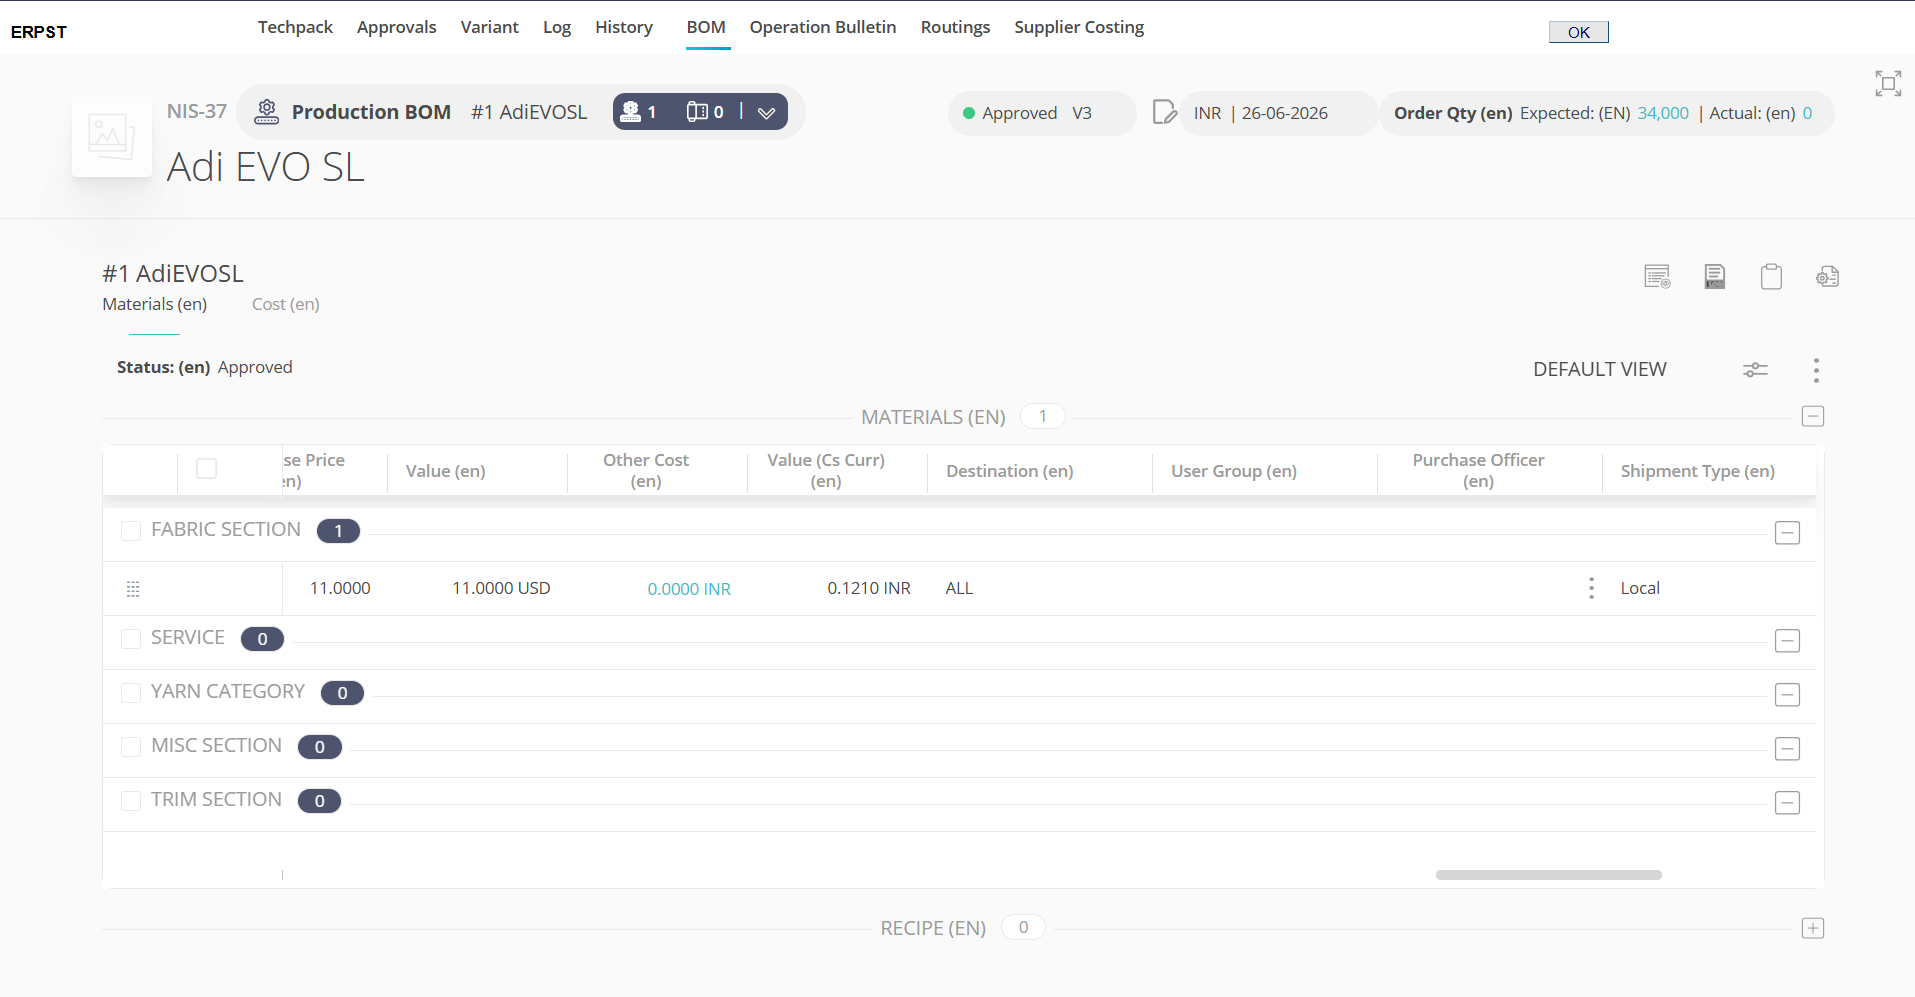 ERPST
Techpack Approvals Variant Log History BOM Operation Bulletin Routings Supplier Costing
OK
NIS-37 Production BOM #1 AdiEVOSL 1 0 |
Approved V3 INR | 26-06-2026 Order Qty (en) Expected: (EN) 34,000 | Actual: (en) 0
Adi EVO SL
#1 AdiEVOSL
Materials (en) Cost (en)
Status: (en) Approved
DEFAULT VIEW
MATERIALS (EN) 1
se Price
en)
Value (en)
Other Cost
(en)
Value (Cs Curr)
(en)
Destination (en)
User Group (en)
Purchase Officer
(en)
Shipment Type (en)
FABRIC SECTION 1
11.0000 11.0000 USD 0.0000 INR 0.1210 INR ALL Local
SERVICE 0
YARN CATEGORY 0
MISC SECTION 0
TRIM SECTION 0
RECIPE (EN) 0